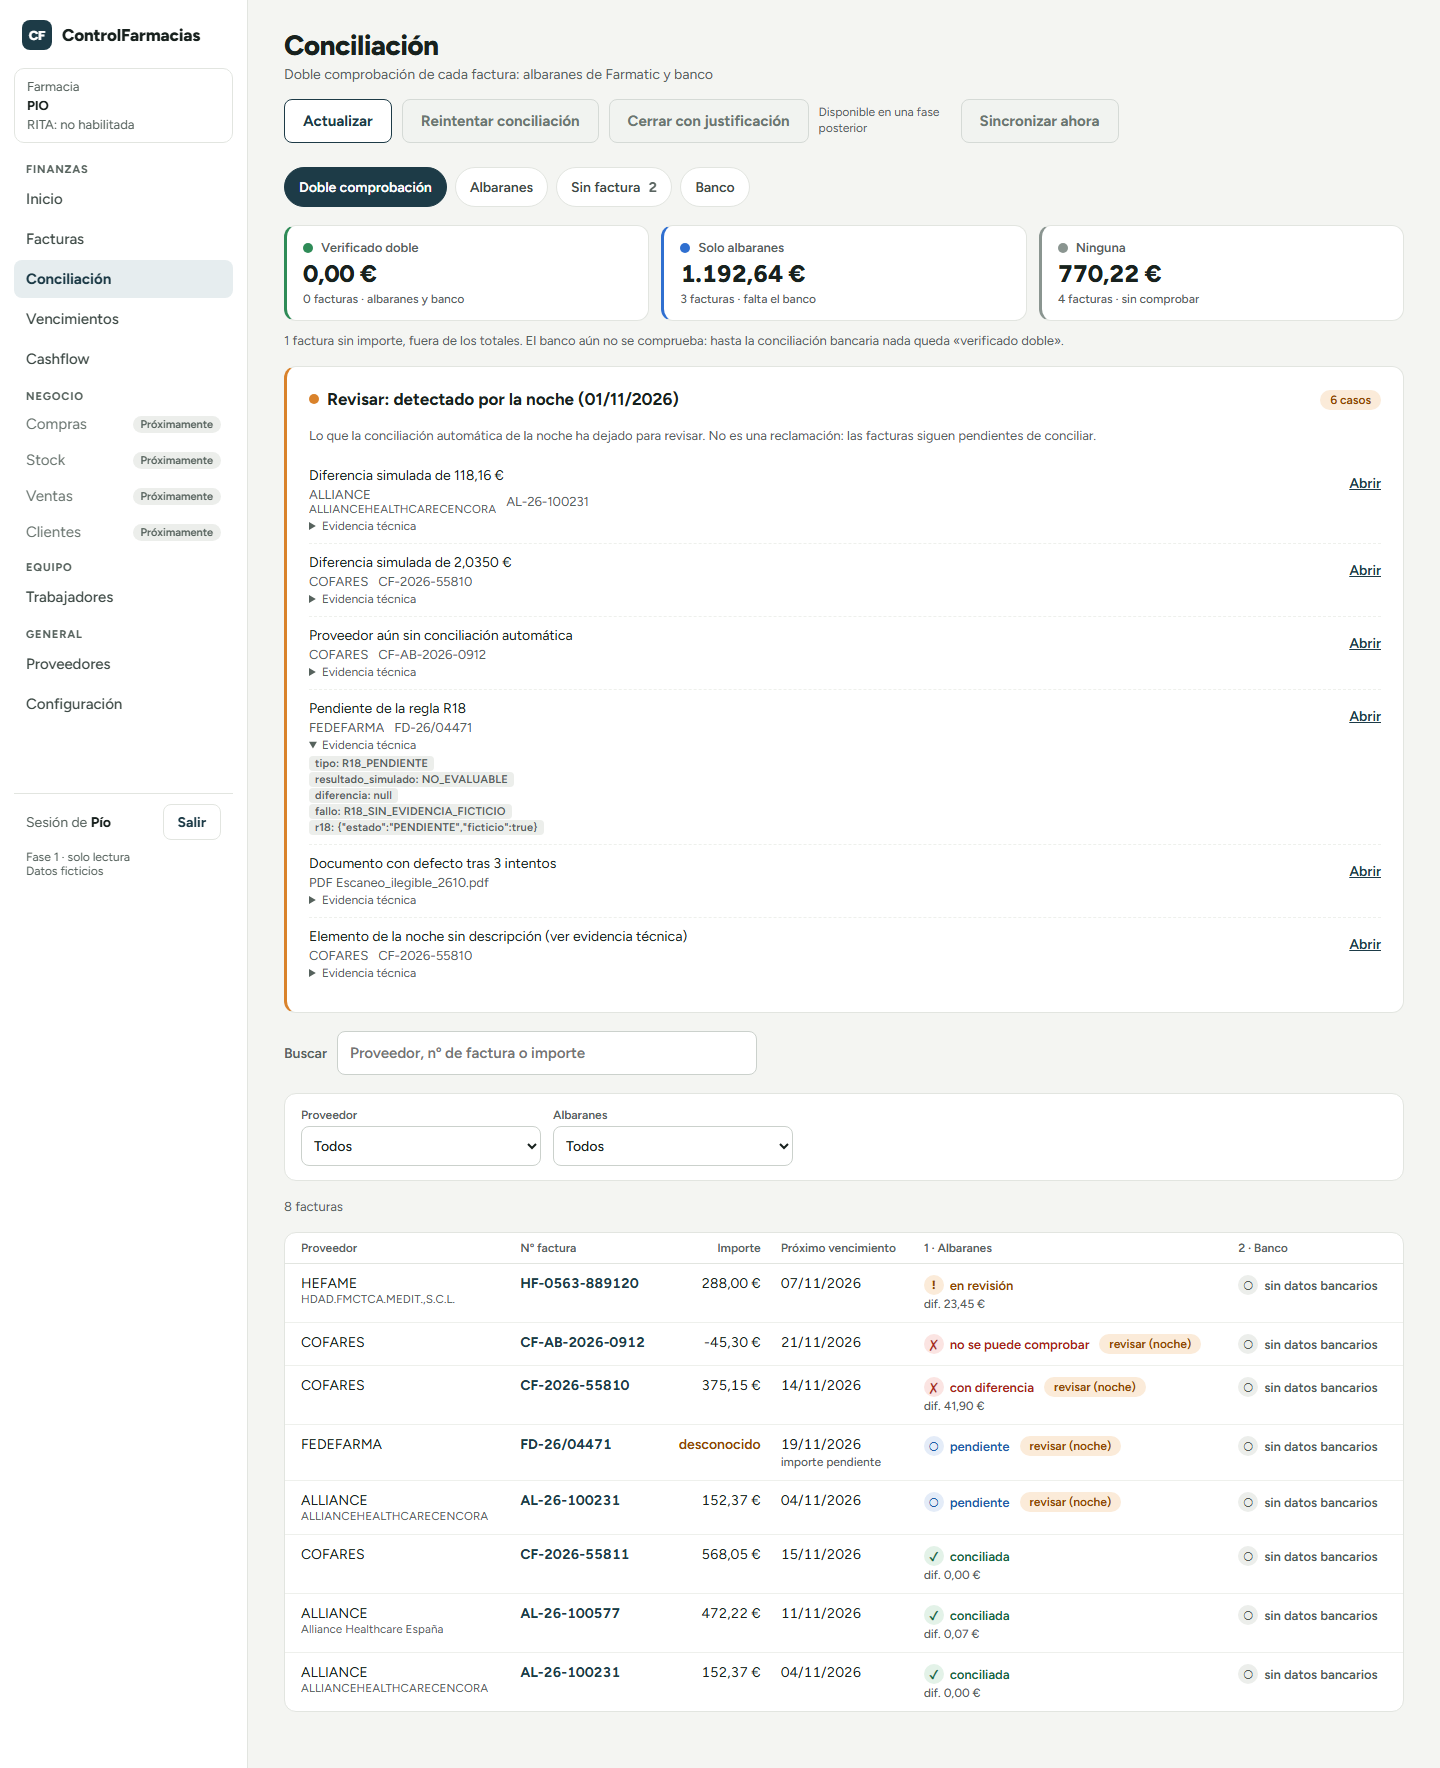 CF ControlFarmacias
Farmacia
PIO
RITA: no habilitada
FINANZAS
Inicio
Facturas
Conciliación
Vencimientos
Cashflow
NEGOCIO
Compras Próximamente
Stock Próximamente
Ventas Próximamente
Clientes Próximamente
EQUIPO
Trabajadores
GENERAL
Proveedores
Configuración
Sesión de Pío Salir
Fase 1 · solo lectura
Datos ficticios
Conciliación
Doble comprobación de cada factura: albaranes de Farmatic y banco
Actualizar Reintentar conciliación Cerrar con justificación Disponible en una fase posterior Sincronizar ahora
Doble comprobación Albaranes Sin factura 2 Banco
Verificado doble
0,00 €
0 facturas · albaranes y banco
Solo albaranes
1.192,64 €
3 facturas · falta el banco
Ninguna
770,22 €
4 facturas · sin comprobar
1 factura sin importe, fuera de los totales. El banco aún no se comprueba: hasta la conciliación bancaria nada queda «verificado doble».
Revisar: detectado por la noche (01/11/2026) 6 casos
Lo que la conciliación automática de la noche ha dejado para revisar. No es una reclamación: las facturas siguen pendientes de conciliar.
Diferencia simulada de 118,16 € Abrir
ALLIANCE
ALLIANCEHEALTHCARECENCORA AL-26-100231
▶ Evidencia técnica
Diferencia simulada de 2,0350 € Abrir
COFARES CF-2026-55810
▶ Evidencia técnica
Proveedor aún sin conciliación automática Abrir
COFARES CF-AB-2026-0912
▶ Evidencia técnica
Pendiente de la regla R18 Abrir
FEDEFARMA FD-26/04471
▼ Evidencia técnica
tipo: R18_PENDIENTE
resultado_simulado: NO_EVALUABLE
diferencia: null
fallo: R18_SIN_EVIDENCIA_FICTICIO
r18: {"estado":"PENDIENTE","ficticio":true}
Documento con defecto tras 3 intentos Abrir
PDF Escaneo_ilegible_2610.pdf
▶ Evidencia técnica
Elemento de la noche sin descripción (ver evidencia técnica) Abrir
COFARES CF-2026-55810
▶ Evidencia técnica
Buscar Proveedor, nº de factura o importe
Proveedor Albaranes
Todos Todos
8 facturas
Proveedor Nº factura Importe Próximo vencimiento 1 · Albaranes 2 · Banco
HEFAME HF-0563-889120 288,00 € 07/11/2026 ! en revisión sin datos bancarios
HDAD.FMCTCA.MEDIT.,S.C.L. dif. 23,45 €
COFARES CF-AB-2026-0912 -45,30 € 21/11/2026 ✗ no se puede comprobar revisar (noche) sin datos bancarios
COFARES CF-2026-55810 375,15 € 14/11/2026 ✗ con diferencia revisar (noche) sin datos bancarios
dif. 41,90 €
FEDEFARMA FD-26/04471 desconocido 19/11/2026 pendiente revisar (noche) sin datos bancarios
importe pendiente
ALLIANCE AL-26-100231 152,37 € 04/11/2026 pendiente revisar (noche) sin datos bancarios
ALLIANCEHEALTHCARECENCORA
COFARES CF-2026-55811 568,05 € 15/11/2026 ✓ conciliada sin datos bancarios
dif. 0,00 €
ALLIANCE AL-26-100577 472,22 € 11/11/2026 ✓ conciliada sin datos bancarios
Alliance Healthcare España dif. 0,07 €
ALLIANCE AL-26-100231 152,37 € 04/11/2026 ✓ conciliada sin datos bancarios
ALLIANCEHEALTHCARECENCORA dif. 0,00 €